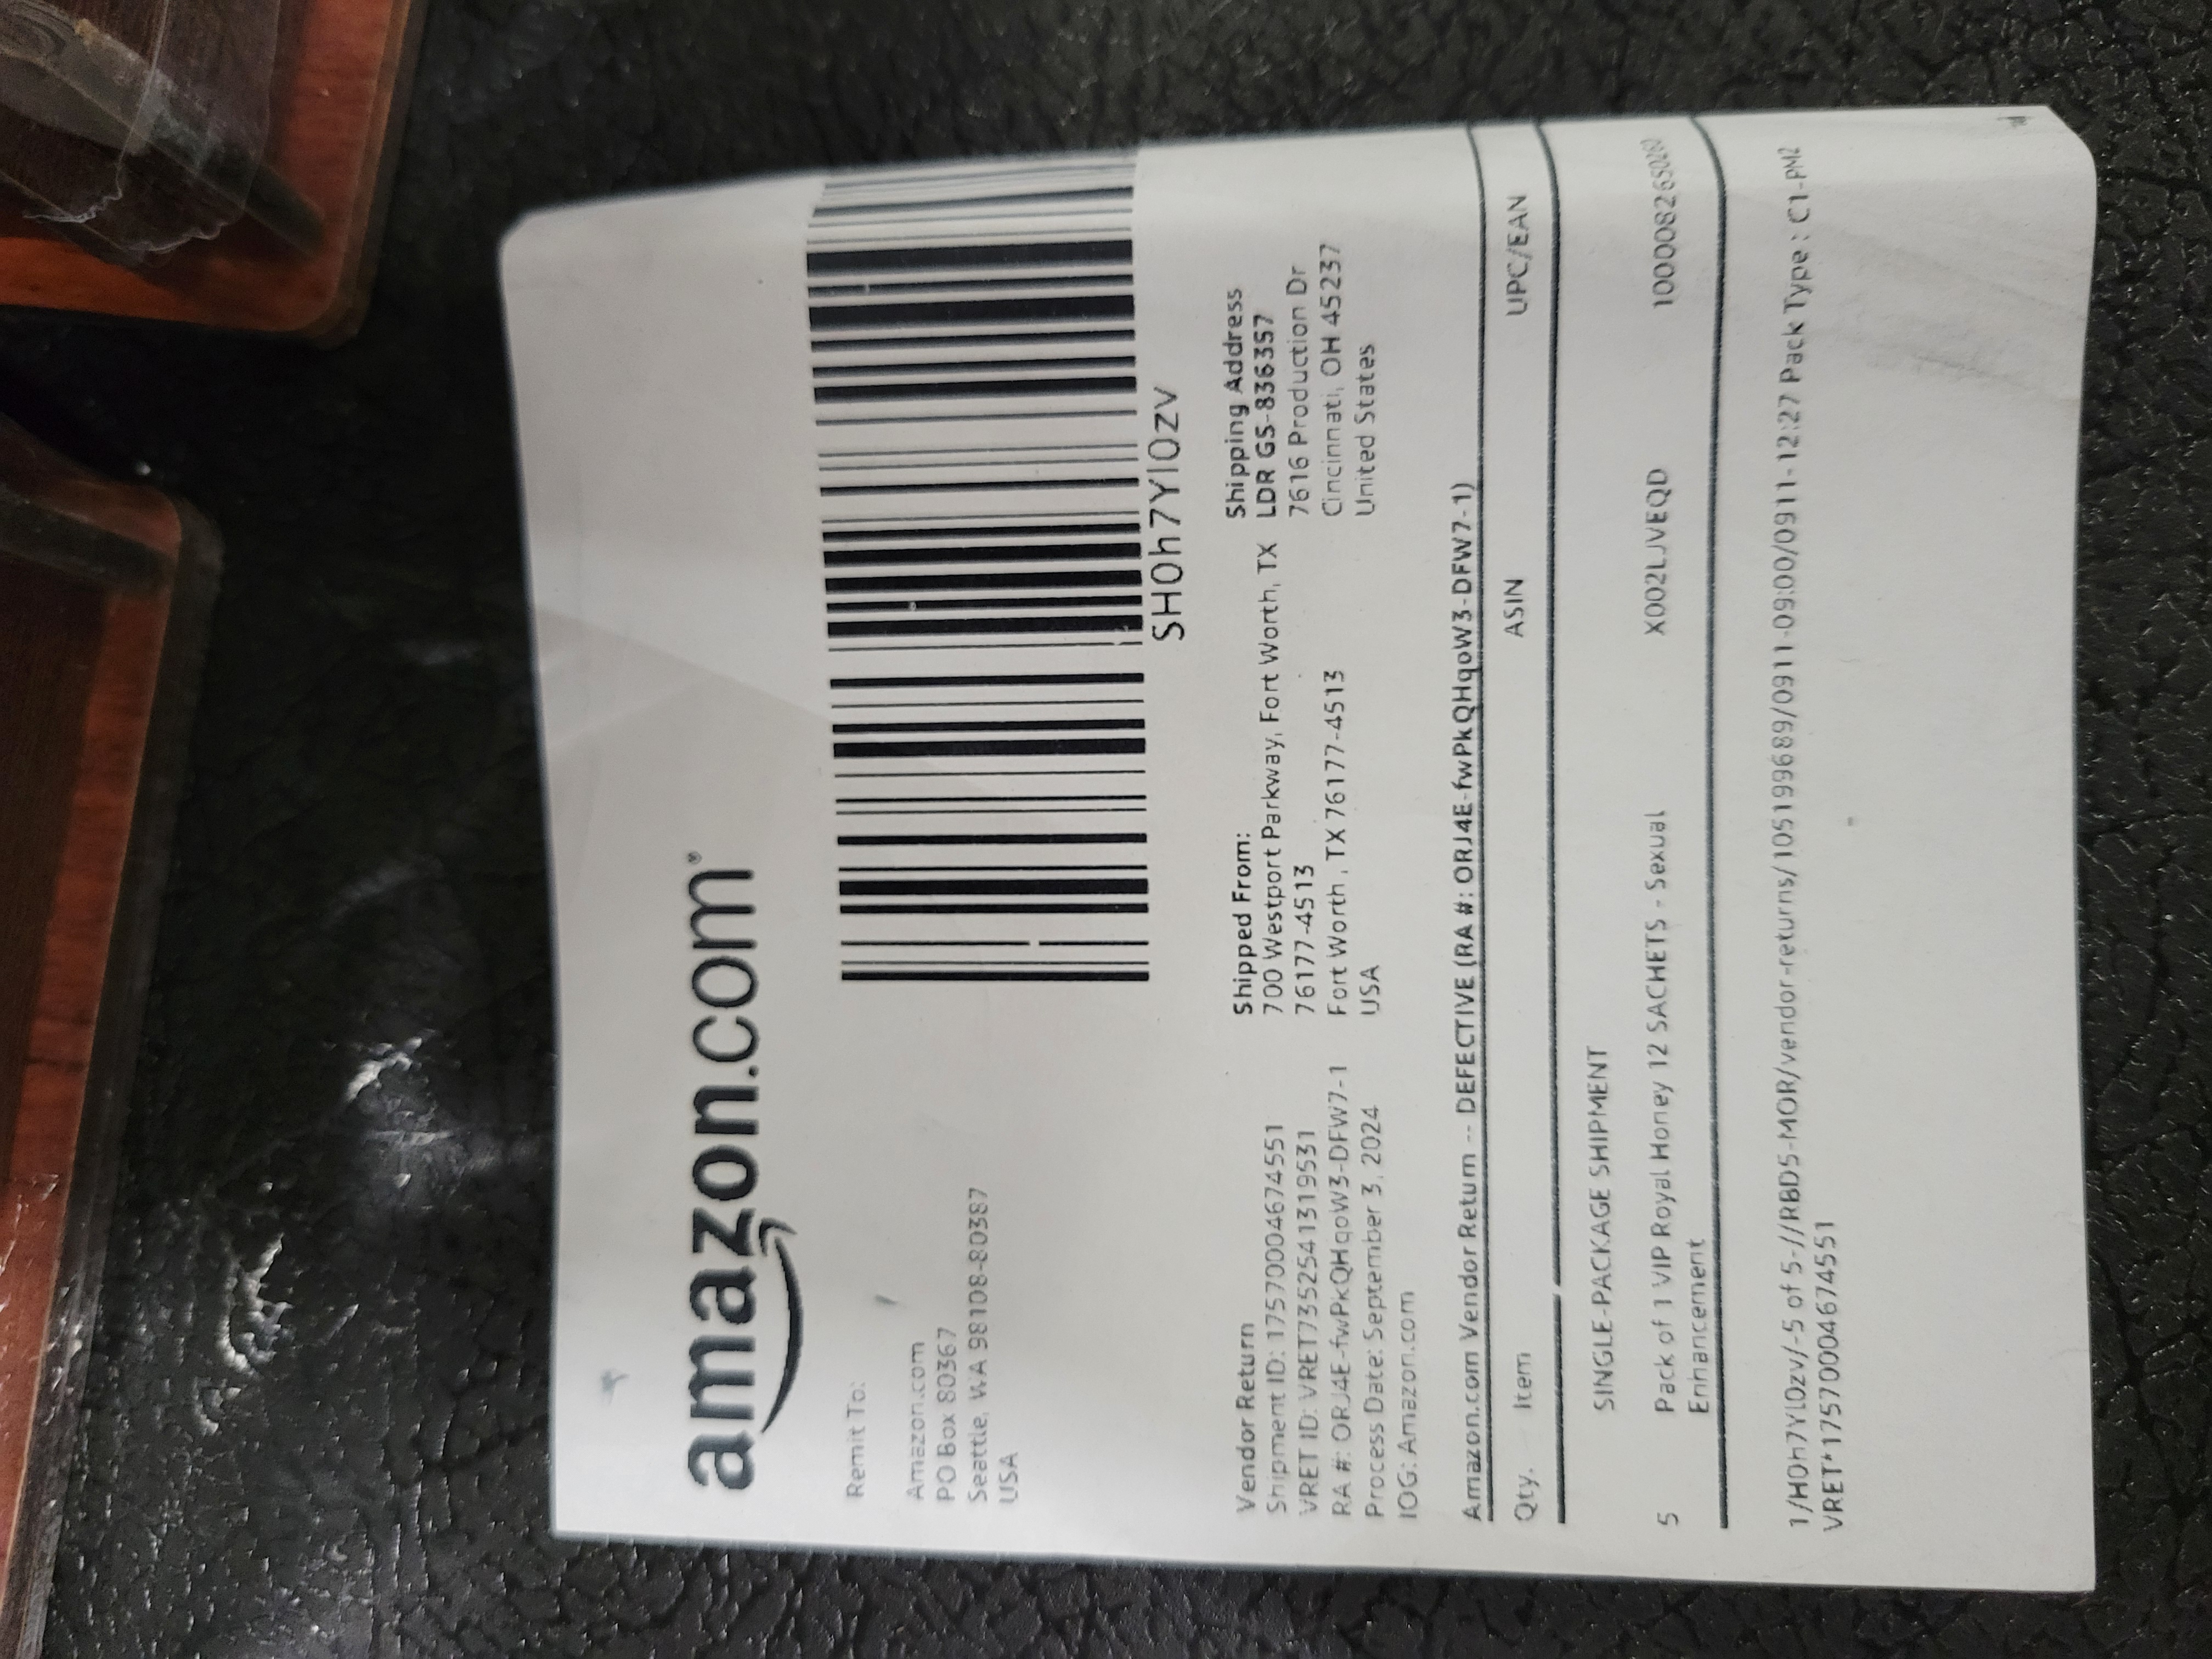 amazon.com
Remit To:
Amazon.com
PO Box 80367
Seattle, WA 98108-80387
USA
SH0h7Yl0zv
Vendor Return
Shipment ID: 17570004674551
VRET ID: VRET7352541319531
RA #: ORJ4E-fwPkQHqoW3-DFW7-1
Process Date: September 3, 2024
IOG: Amazon.com
Shipped From:
700 Westport Parkway, Fort Worth, TX
76177-4513
Fort Worth , TX 76177-4513
USA
Shipping Address
LDR GS-836357
7616 Production Dr
Cincinnati, OH 45237
United States
Amazon.com Vendor Return -- DEFECTIVE (RA #: ORJ4E-fwPkQHqoW3-DFW7-1)
Qty. Item ASIN UPC/EAN
SINGLE-PACKAGE SHIPMENT
5 Pack of 1 VIP Royal Honey 12 SACHETS - Sexual X002LJVEQD
Enhancement
1/H0h7Yl0zv/-5 of 5-//RBD5-MOR/vendor-returns/105199689/0911-09:00/0911-12:27 Pack Type : C1-PM2
VRET*17570004674551